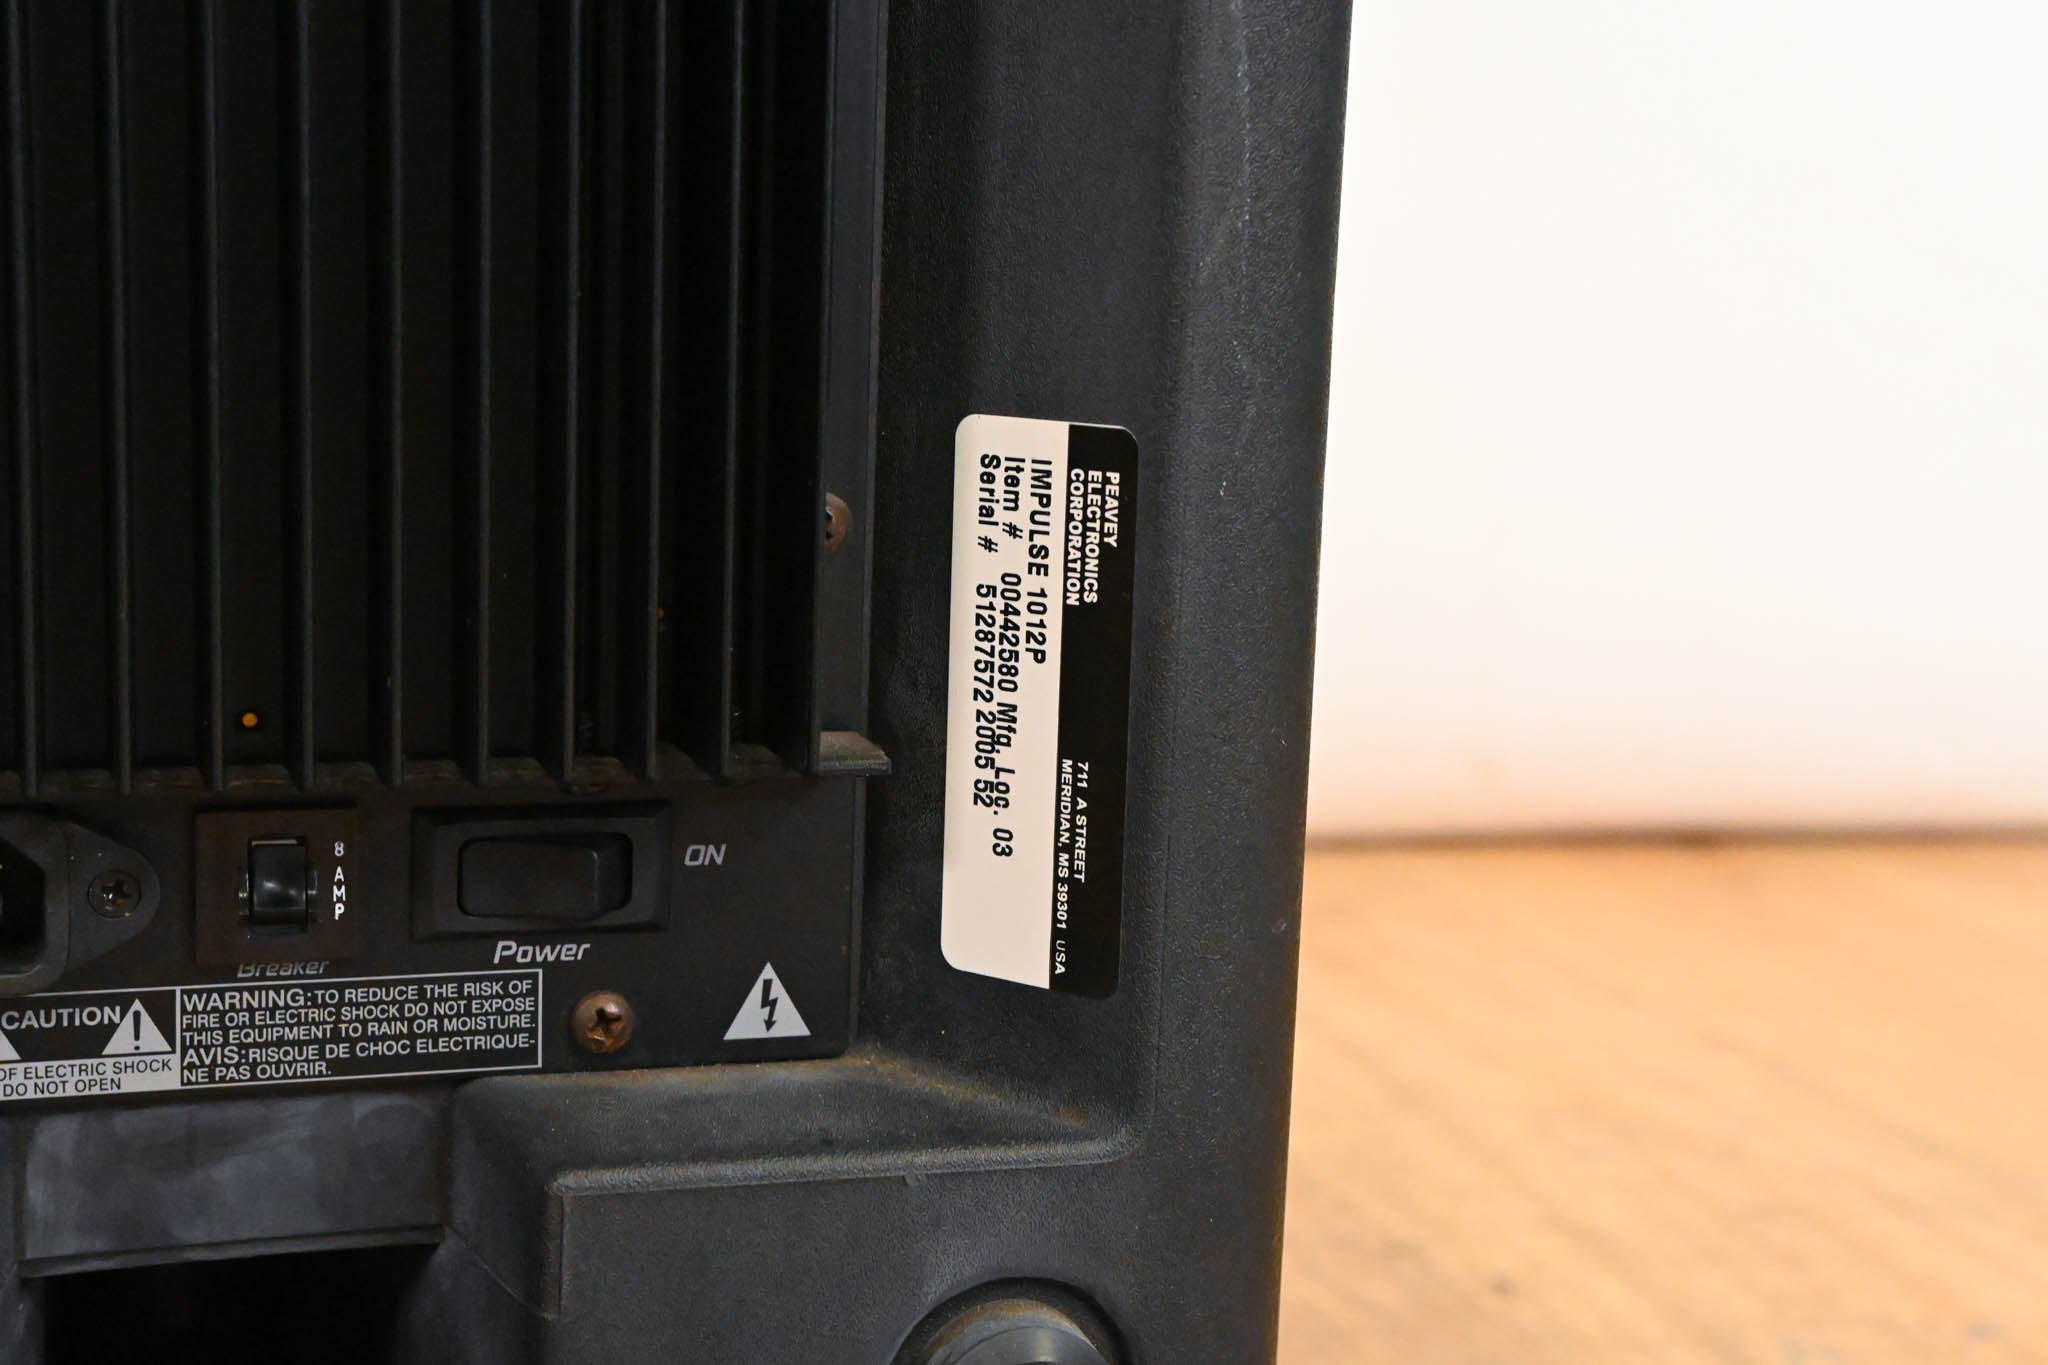 PEAVEY
ELECTRONICS
CORPORATION
711 A STREET
MERIDIAN, MS 39301 USA
IMPULSE 1012P
Item # 00442580 Mfg. Loc. 03
Serial # 51287572 2005 52
8 AMP
Breaker
ON
Power
CAUTION
OF ELECTRIC SHOCK
DO NOT OPEN
WARNING: TO REDUCE THE RISK OF
FIRE OR ELECTRIC SHOCK DO NOT EXPOSE
THIS EQUIPMENT TO RAIN OR MOISTURE.
AVIS: RISQUE DE CHOC ELECTRIQUE-
NE PAS OUVRIR.